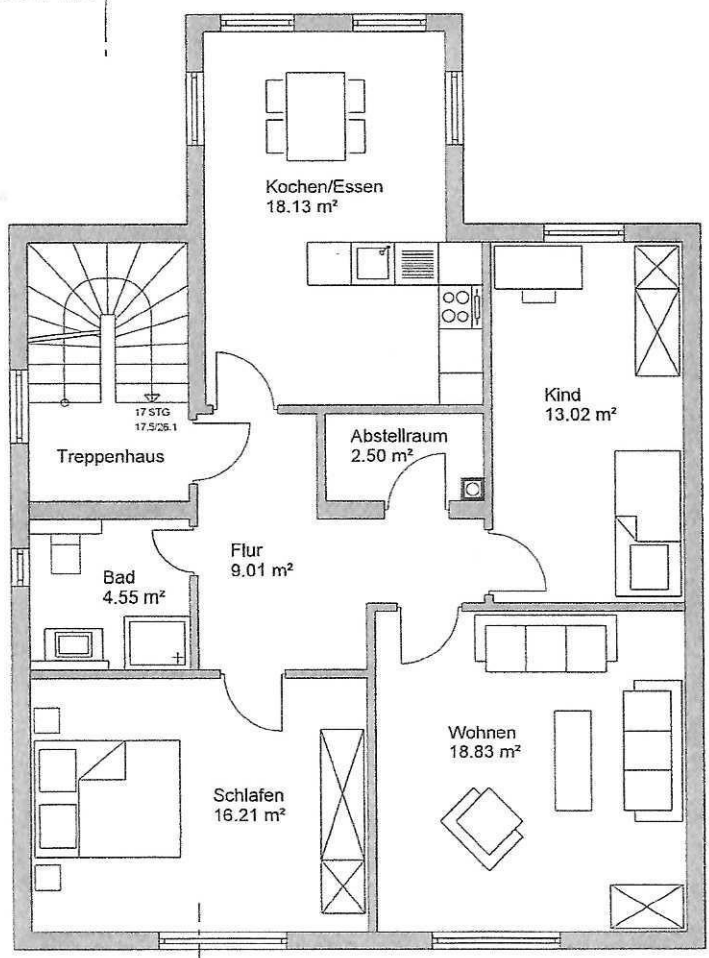 Kochen/Essen
18.13 m²
Kind
13.02 m²
17 STG
17.5/26.1
Treppenhaus
Abstellraum
2.50 m²
Flur
9.01 m²
Bad
4.55 m²
Wohnen
18.83 m²
Schlafen
16.21 m²